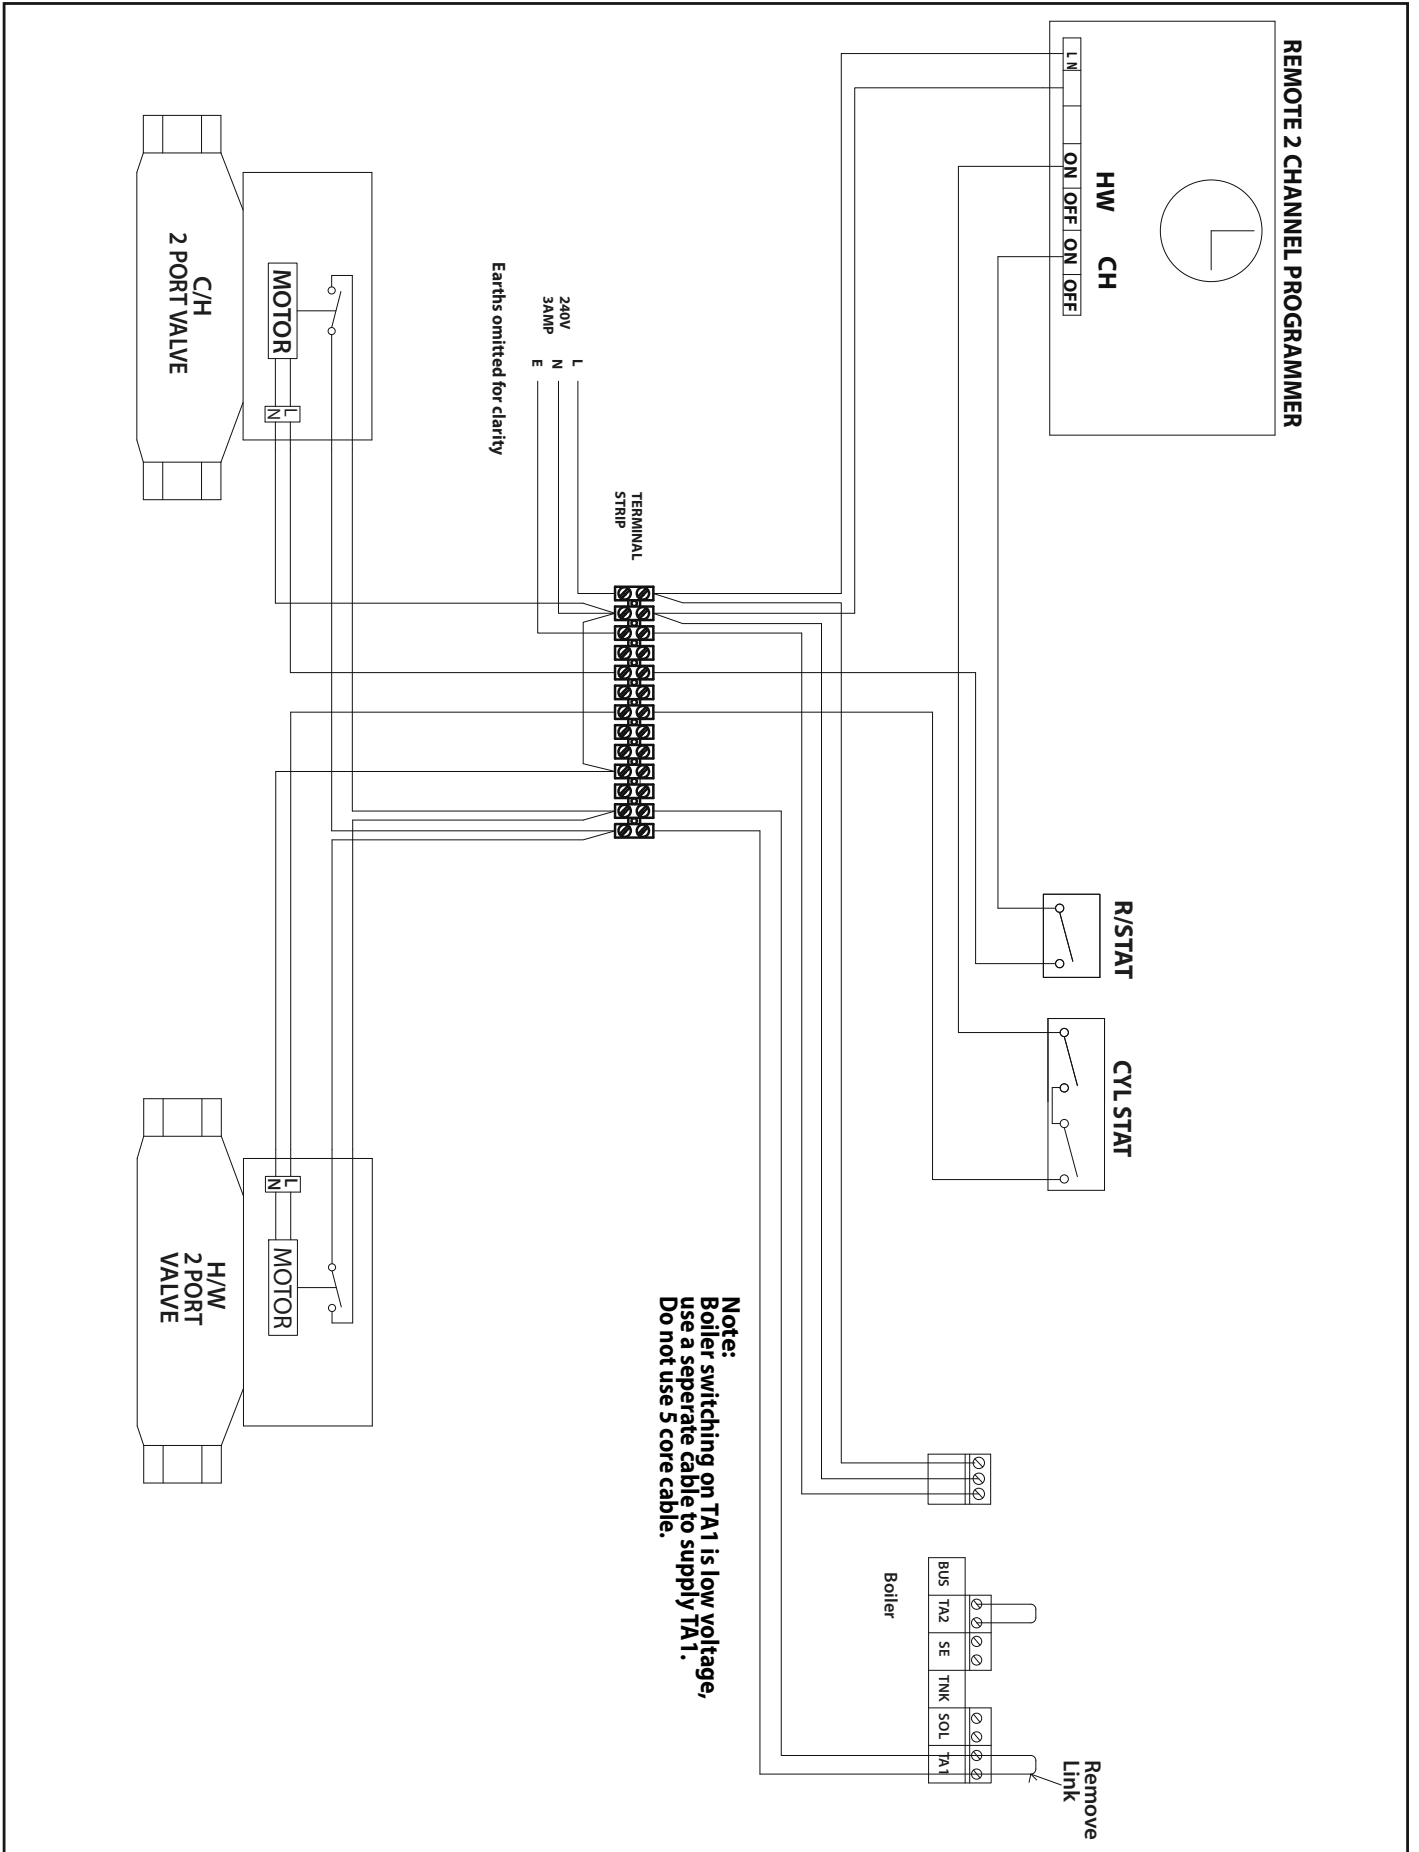 REMOTE 2 CHANNEL PROGRAMMER
L N
ON
OFF
ON
OFF
HW
CH
R/STAT
CYL STAT
Remove
Link
BUS
TA2
SE
TNK
SOL
TA1
Boiler
TERMINAL
STRIP
240V
3AMP
L
N
E
Earths omitted for clarity
Note:
Boiler switching on TA1 is low voltage,
use a seperate cable to supply TA1.
Do not use 5 core cable.
MOTOR
L
N
C/H
2 PORT VALVE
L
N
MOTOR
H/W
2 PORT
VALVE